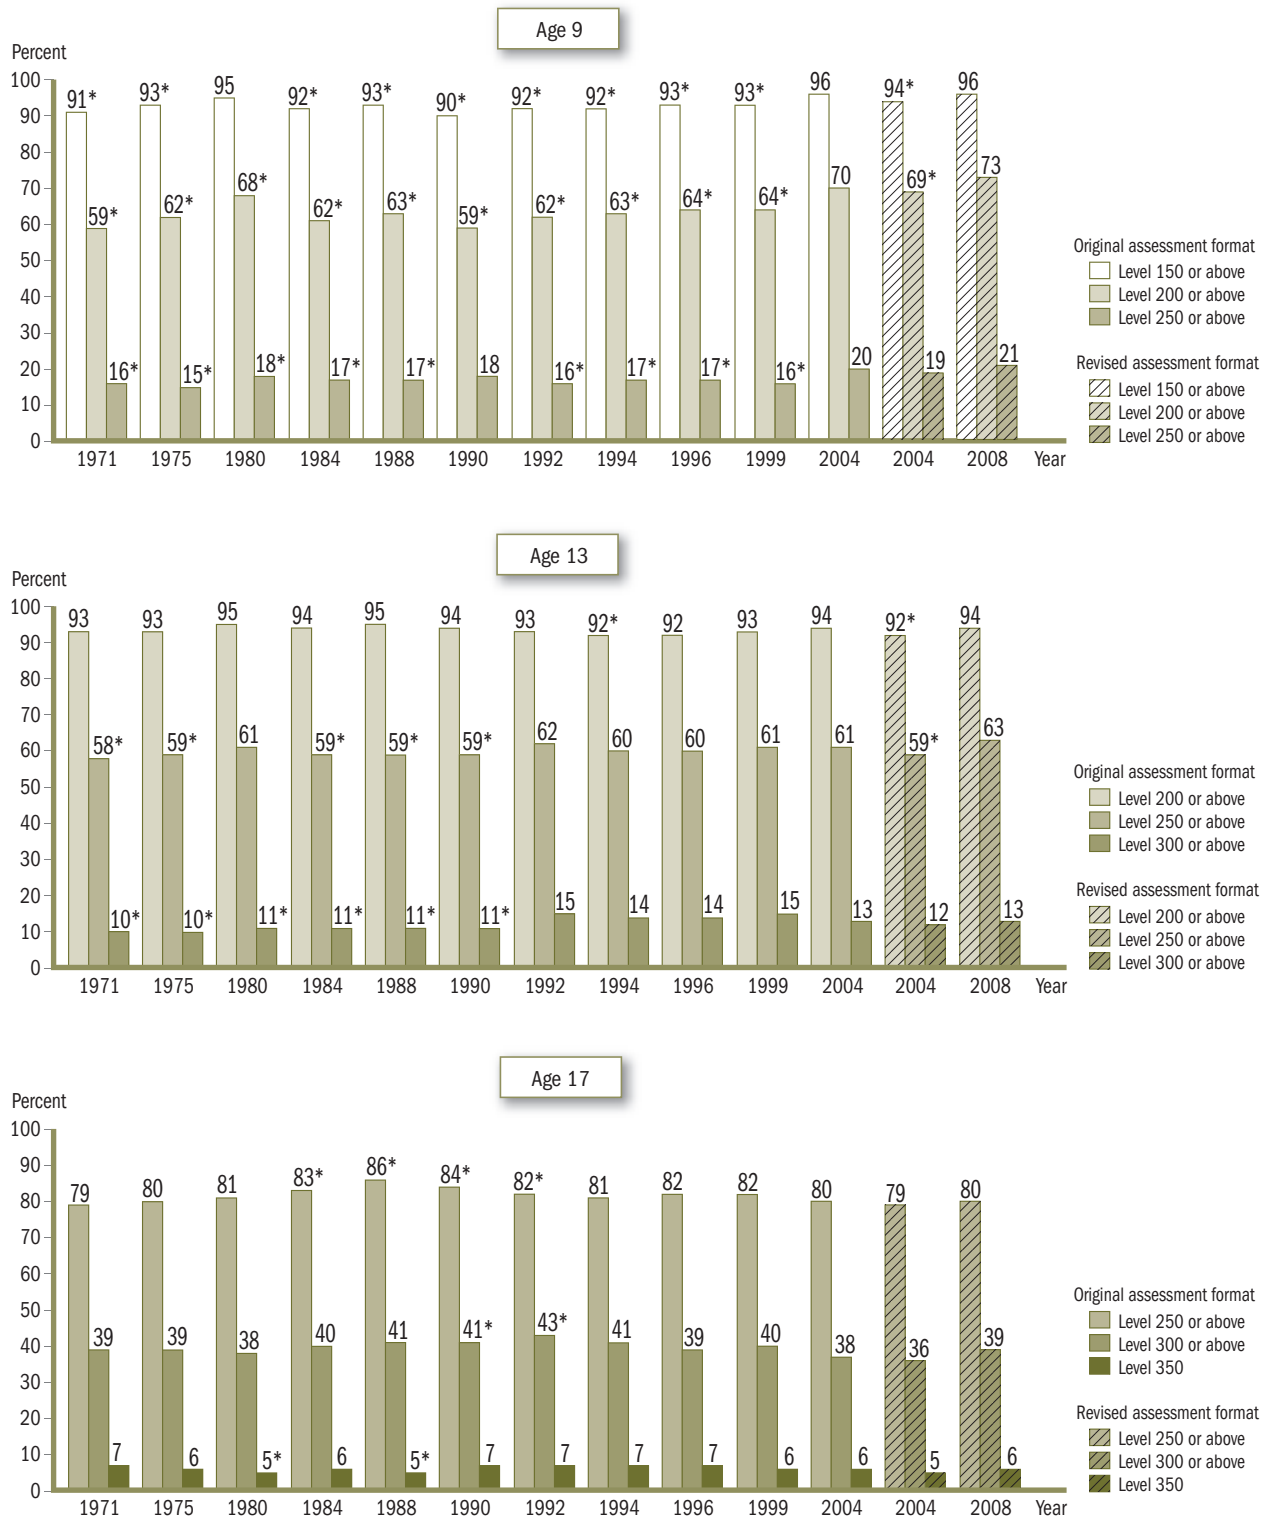 Age 9
Percent
100
90
80
70
60
50
40
30
20
10
0
91* 93* 95 92* 93* 90* 92* 92* 93* 93* 96 94* 96
59* 62* 68* 62* 63* 59* 62* 63* 64* 64* 70 69* 73
16* 15* 18* 17* 17* 18 16* 17* 17* 16* 20 19 21
1971 1975 1980 1984 1988 1990 1992 1994 1996 1999 2004 2004 2008 Year
Original assessment format
Level 150 or above
Level 200 or above
Level 250 or above
Revised assessment format
Level 150 or above
Level 200 or above
Level 250 or above
Age 13
Percent
100
90
80
70
60
50
40
30
20
10
0
93 93 95 94 95 94 93 92* 92 93 94 92* 94
58* 59* 61 59* 59* 59* 62 60 60 61 61 59* 63
10* 10* 11* 11* 11* 11* 15 14 14 15 13 12 13
1971 1975 1980 1984 1988 1990 1992 1994 1996 1999 2004 2004 2008 Year
Original assessment format
Level 200 or above
Level 250 or above
Level 300 or above
Revised assessment format
Level 200 or above
Level 250 or above
Level 300 or above
Age 17
Percent
100
90
80
70
60
50
40
30
20
10
0
79 80 81 83* 86* 84* 82* 81 82 82 80 79 80
39 39 38 40 41 41* 43* 41 39 40 38 36 39
7 6 5* 6 5* 7 7 7 7 6 6 5 6
1971 1975 1980 1984 1988 1990 1992 1994 1996 1999 2004 2004 2008 Year
Original assessment format
Level 250 or above
Level 300 or above
Level 350
Revised assessment format
Level 250 or above
Level 300 or above
Level 350